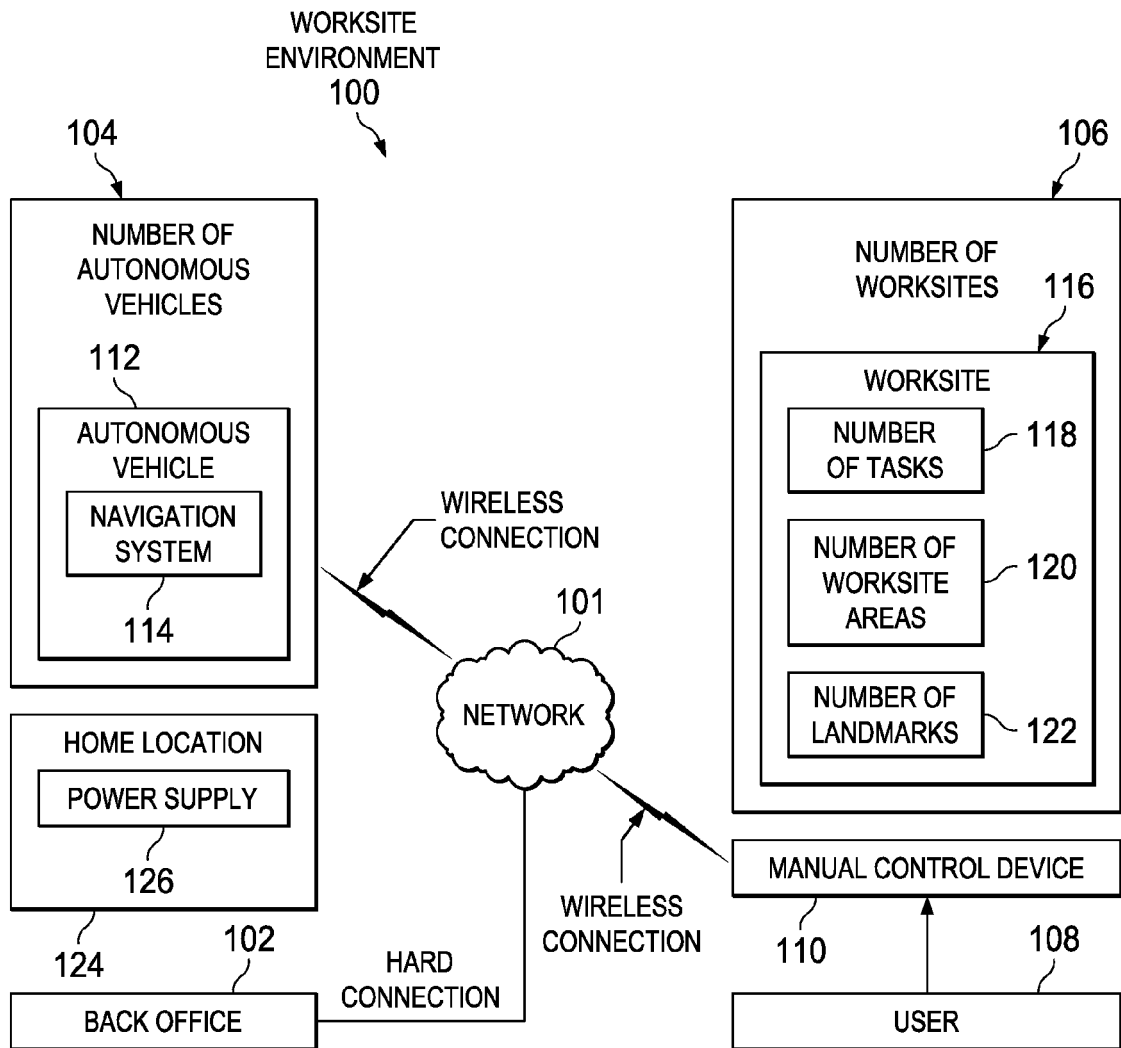 WORKSITE
ENVIRONMENT
100
104
NUMBER OF
AUTONOMOUS
VEHICLES
112
AUTONOMOUS
VEHICLE
NAVIGATION
SYSTEM
114
106
NUMBER OF
WORKSITES
116
WORKSITE
NUMBER
OF TASKS
118
NUMBER OF
WORKSITE
AREAS
120
NUMBER OF
LANDMARKS
122
WIRELESS
CONNECTION
101
NETWORK
HOME LOCATION
POWER SUPPLY
126
124
WIRELESS
CONNECTION
MANUAL CONTROL DEVICE
110
102
BACK OFFICE
HARD
CONNECTION
108
USER